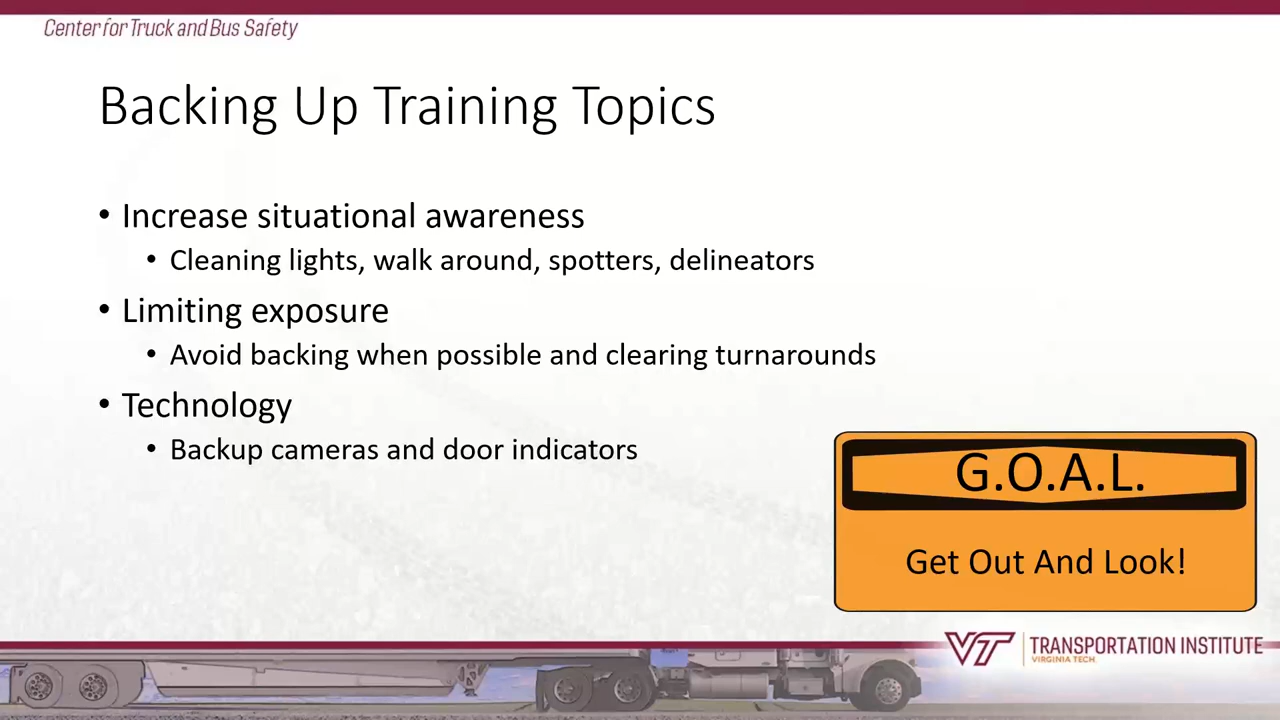 Center for Truck and Bus Safety
Backing Up Training Topics
• Increase situational awareness
• Cleaning lights, walk around, spotters, delineators
• Limiting exposure
• Avoid backing when possible and clearing turnarounds
• Technology
• Backup cameras and door indicators
G.O.A.L.
Get Out And Look!
VT TRANSPORTATION INSTITUTE
VIRGINIA TECH